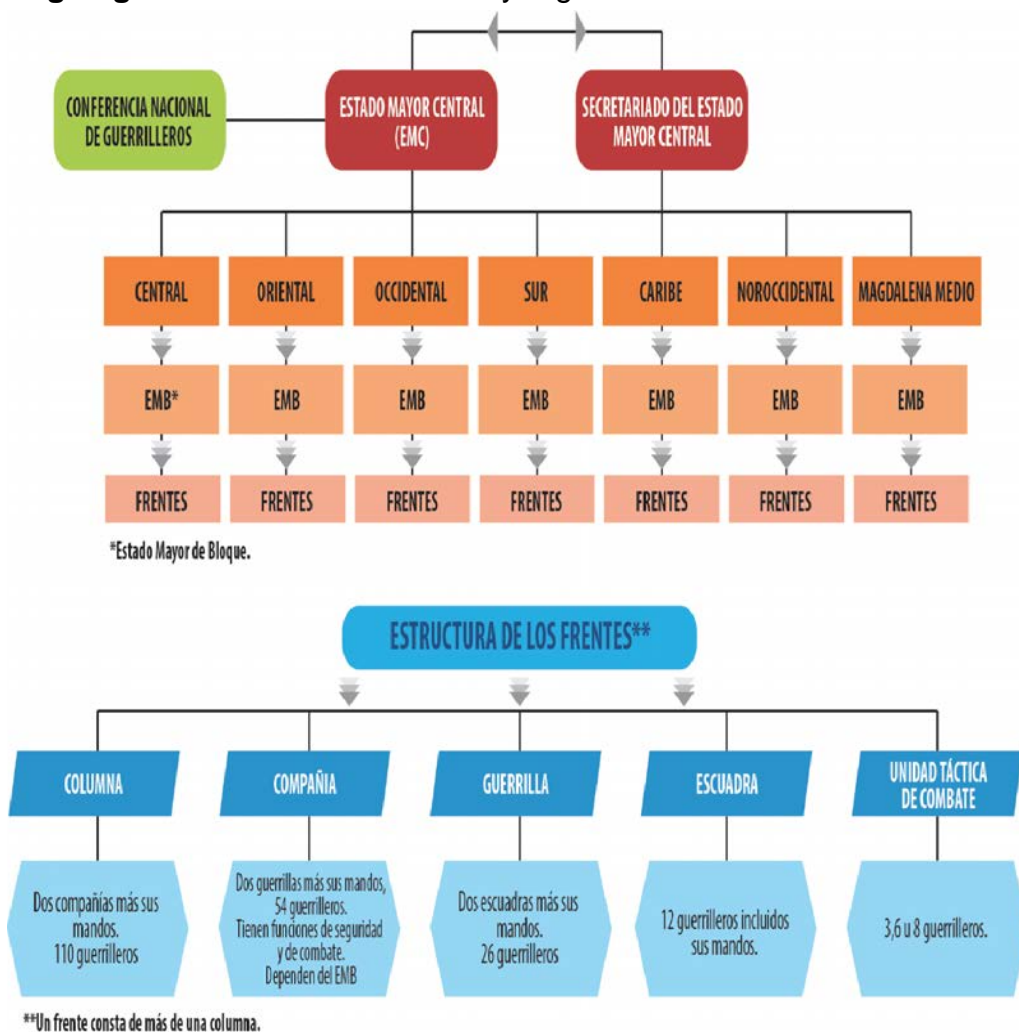 CONFERENCIA NACIONAL
DE GUERRILLEROS
ESTADO MAYOR CENTRAL
(EMC)
SECRETARIADO DEL ESTADO
MAYOR CENTRAL
CENTRAL
ORIENTAL
OCCIDENTAL
SUR
CARIBE
NOROCCIDENTAL
MAGDALENA MEDIO
EMB*
EMB
EMB
EMB
EMB
EMB
EMB
FRENTES
FRENTES
FRENTES
FRENTES
FRENTES
FRENTES
FRENTES
*Estado Mayor de Bloque.
ESTRUCTURA DE LOS FRENTES**
COLUMNA
COMPAÑIA
GUERRILLA
ESCUADRA
UNIDAD TÁCTICA
DE COMBATE
Dos compañías más sus
mandos.
110 guerrilleros
Dos guerrillas más sus mandos,
54 guerrilleros.
Tienen funciones de seguridad
y de combate.
Dependen del EMB
Dos escuadras más sus
mandos.
26 guerrilleros
12 guerrilleros incluidos
sus mandos.
3,6 u 8 guerrilleros.
**Un frente consta de más de una columna.